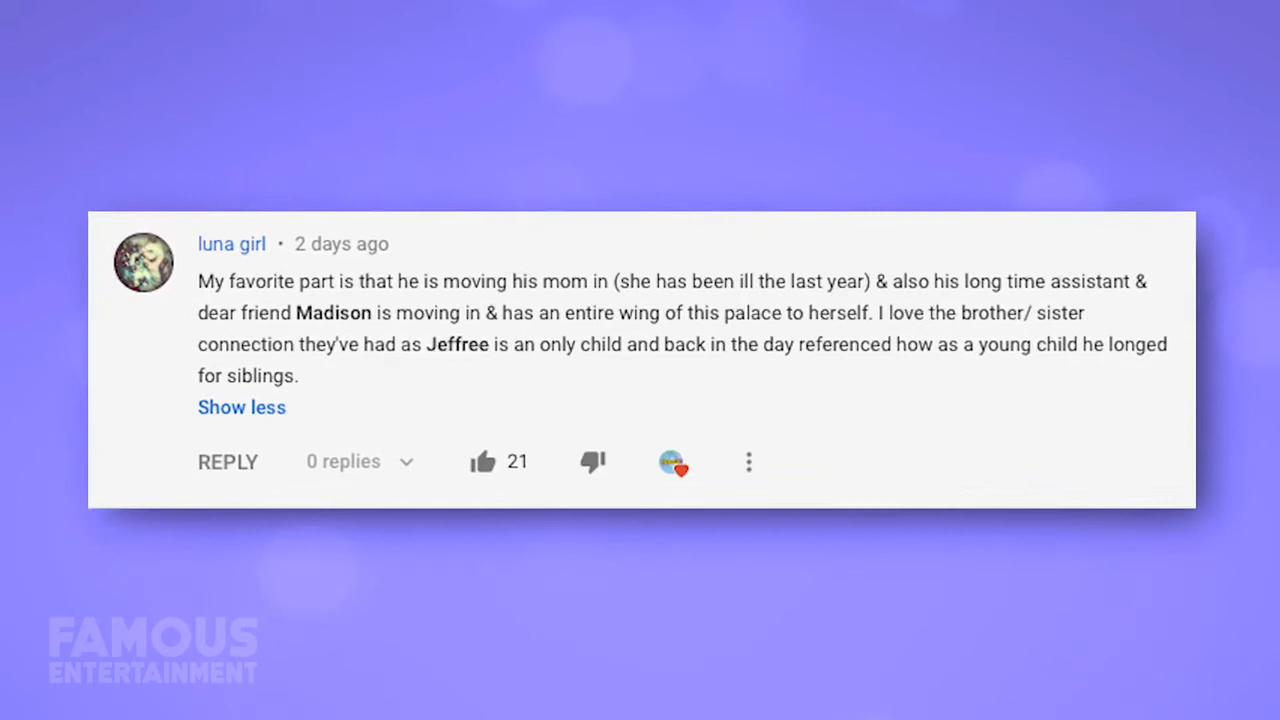 luna girl • 2 days ago
My favorite part is that he is moving his mom in (she has been ill the last year) & also his long time assistant &
dear friend Madison is moving in & has an entire wing of this palace to herself. I love the brother/ sister
connection they've had as Jeffree is an only child and back in the day referenced how as a young child he longed
for siblings.
Show less
REPLY 0 replies 21
FAMOUS
ENTERTAINMENT